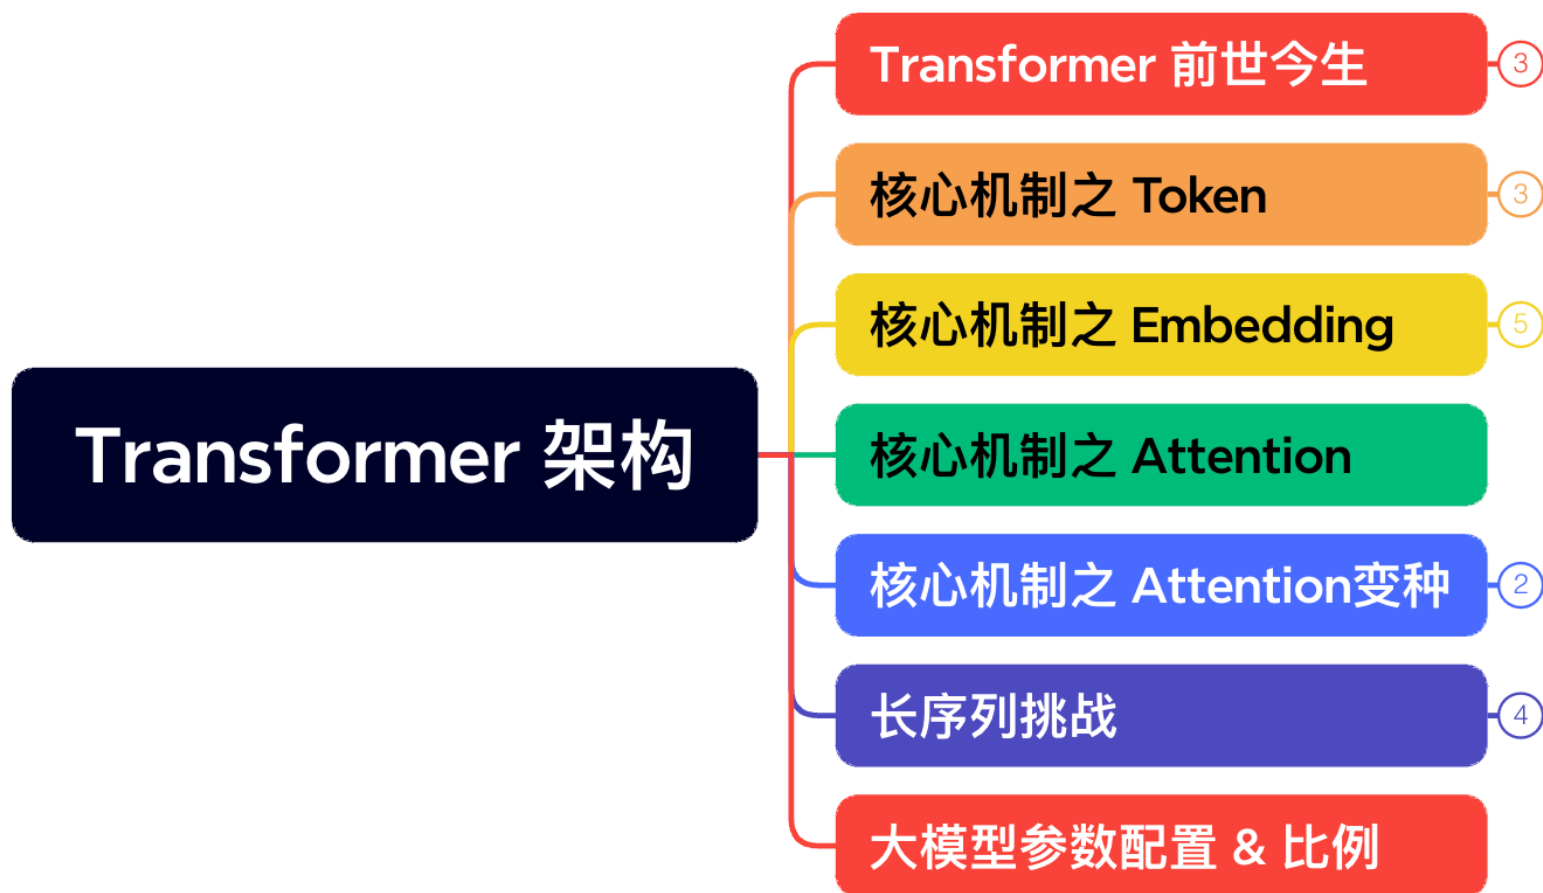 Transformer 前世今生
3
核心机制之 Token
3
核心机制之 Embedding
5
Transformer 架构
核心机制之 Attention
核心机制之 Attention变种
2
长序列挑战
4
大模型参数配置 & 比例